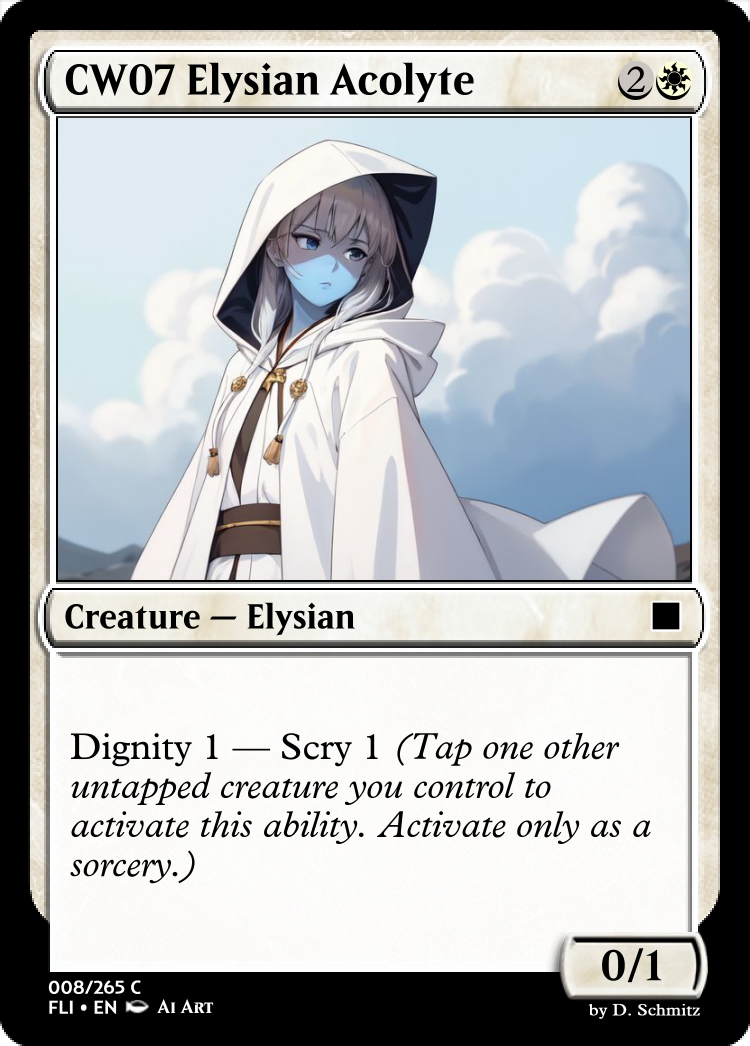 CW07 Elysian Acolyte 2
Creature — Elysian
Dignity 1 — Scry 1 (Tap one other
untapped creature you control to
activate this ability. Activate only as a
sorcery.)
0/1
008/265 C
FLI • EN AI ART
by D. Schmitz